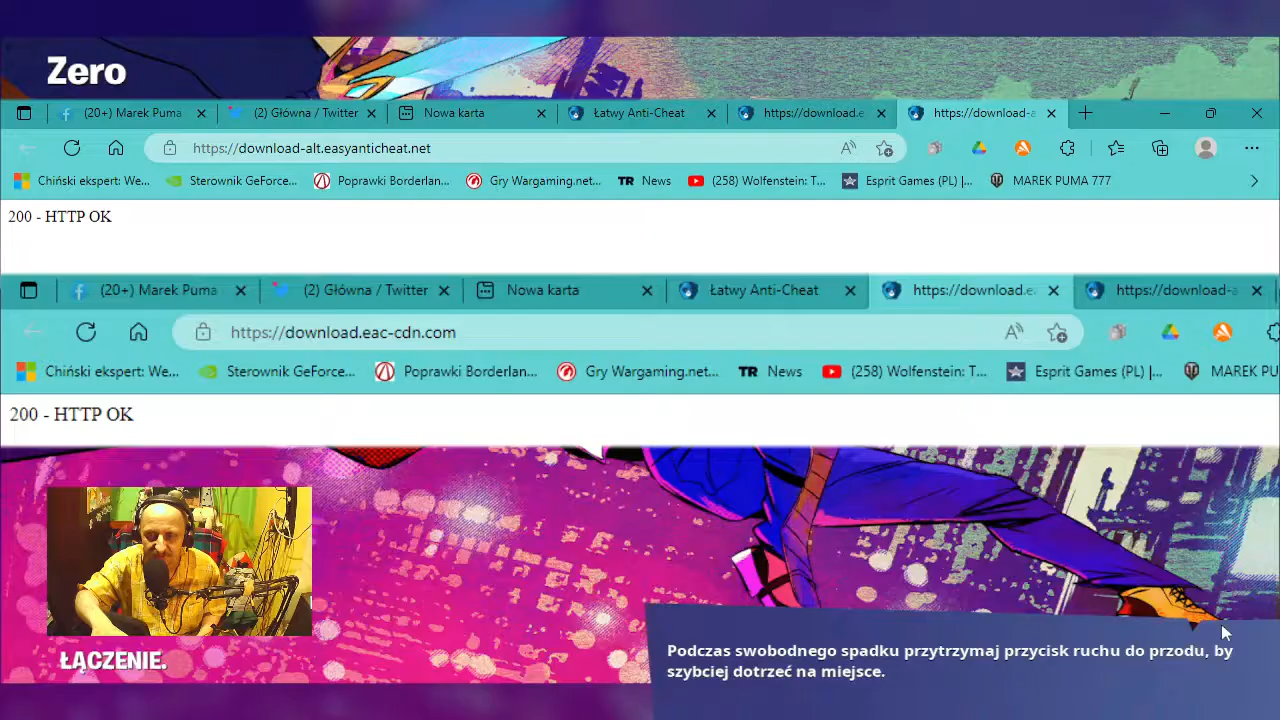 Zero
(20+) Marek Puma
(2) Główna / Twitter
Nowa karta
Łatwy Anti-Cheat
https://download.e
https://download-a
https://download-alt.easyanticheat.net
Chiński ekspert: We...
Sterownik GeForce...
Poprawki Borderlan...
Gry Wargaming.net...
TR News
(258) Wolfenstein: T...
Esprit Games (PL) |...
MAREK PUMA 777
200 - HTTP OK
(20+) Marek Puma
(2) Główna / Twitter
Nowa karta
Łatwy Anti-Cheat
https://download.ea
https://download-a
https://download.eac-cdn.com
Chiński ekspert: We...
Sterownik GeForce...
Poprawki Borderlan...
Gry Wargaming.net...
TR News
(258) Wolfenstein: T...
Esprit Games (PL) |...
MAREK PU
200 - HTTP OK
ŁĄCZENIE.
Podczas swobodnego spadku przytrzymaj przycisk ruchu do przodu, by
szybciej dotrzeć na miejsce.